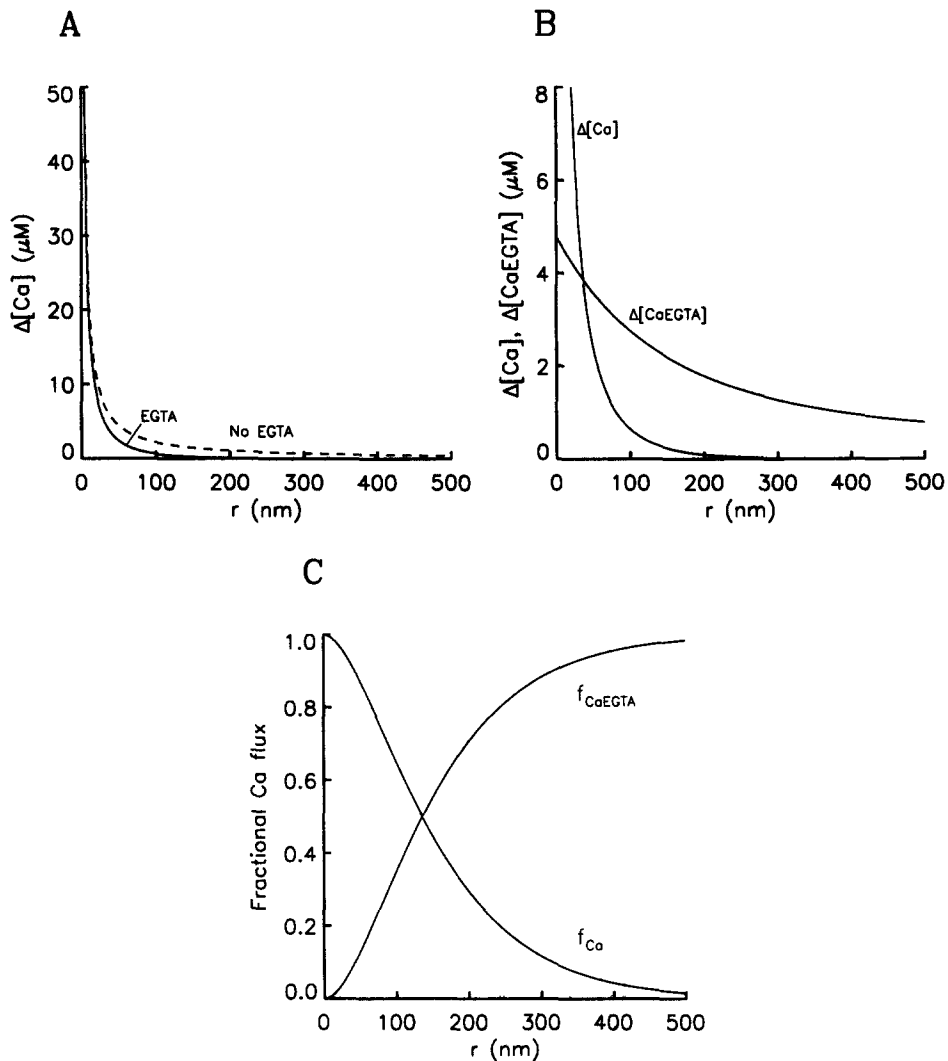 A
50
40
30
20
10
0
Δ[Ca] (μM)
EGTA
No EGTA
0
100
200
300
400
500
r (nm)
B
8
6
4
2
0
Δ[Ca], Δ[CaEGTA] (μM)
Δ[Ca]
Δ[CaEGTA]
0
100
200
300
400
500
r (nm)
C
1.0
0.8
0.6
0.4
0.2
0.0
Fractional Ca flux
fCaEGTA
fCa
0
100
200
300
400
500
r (nm)